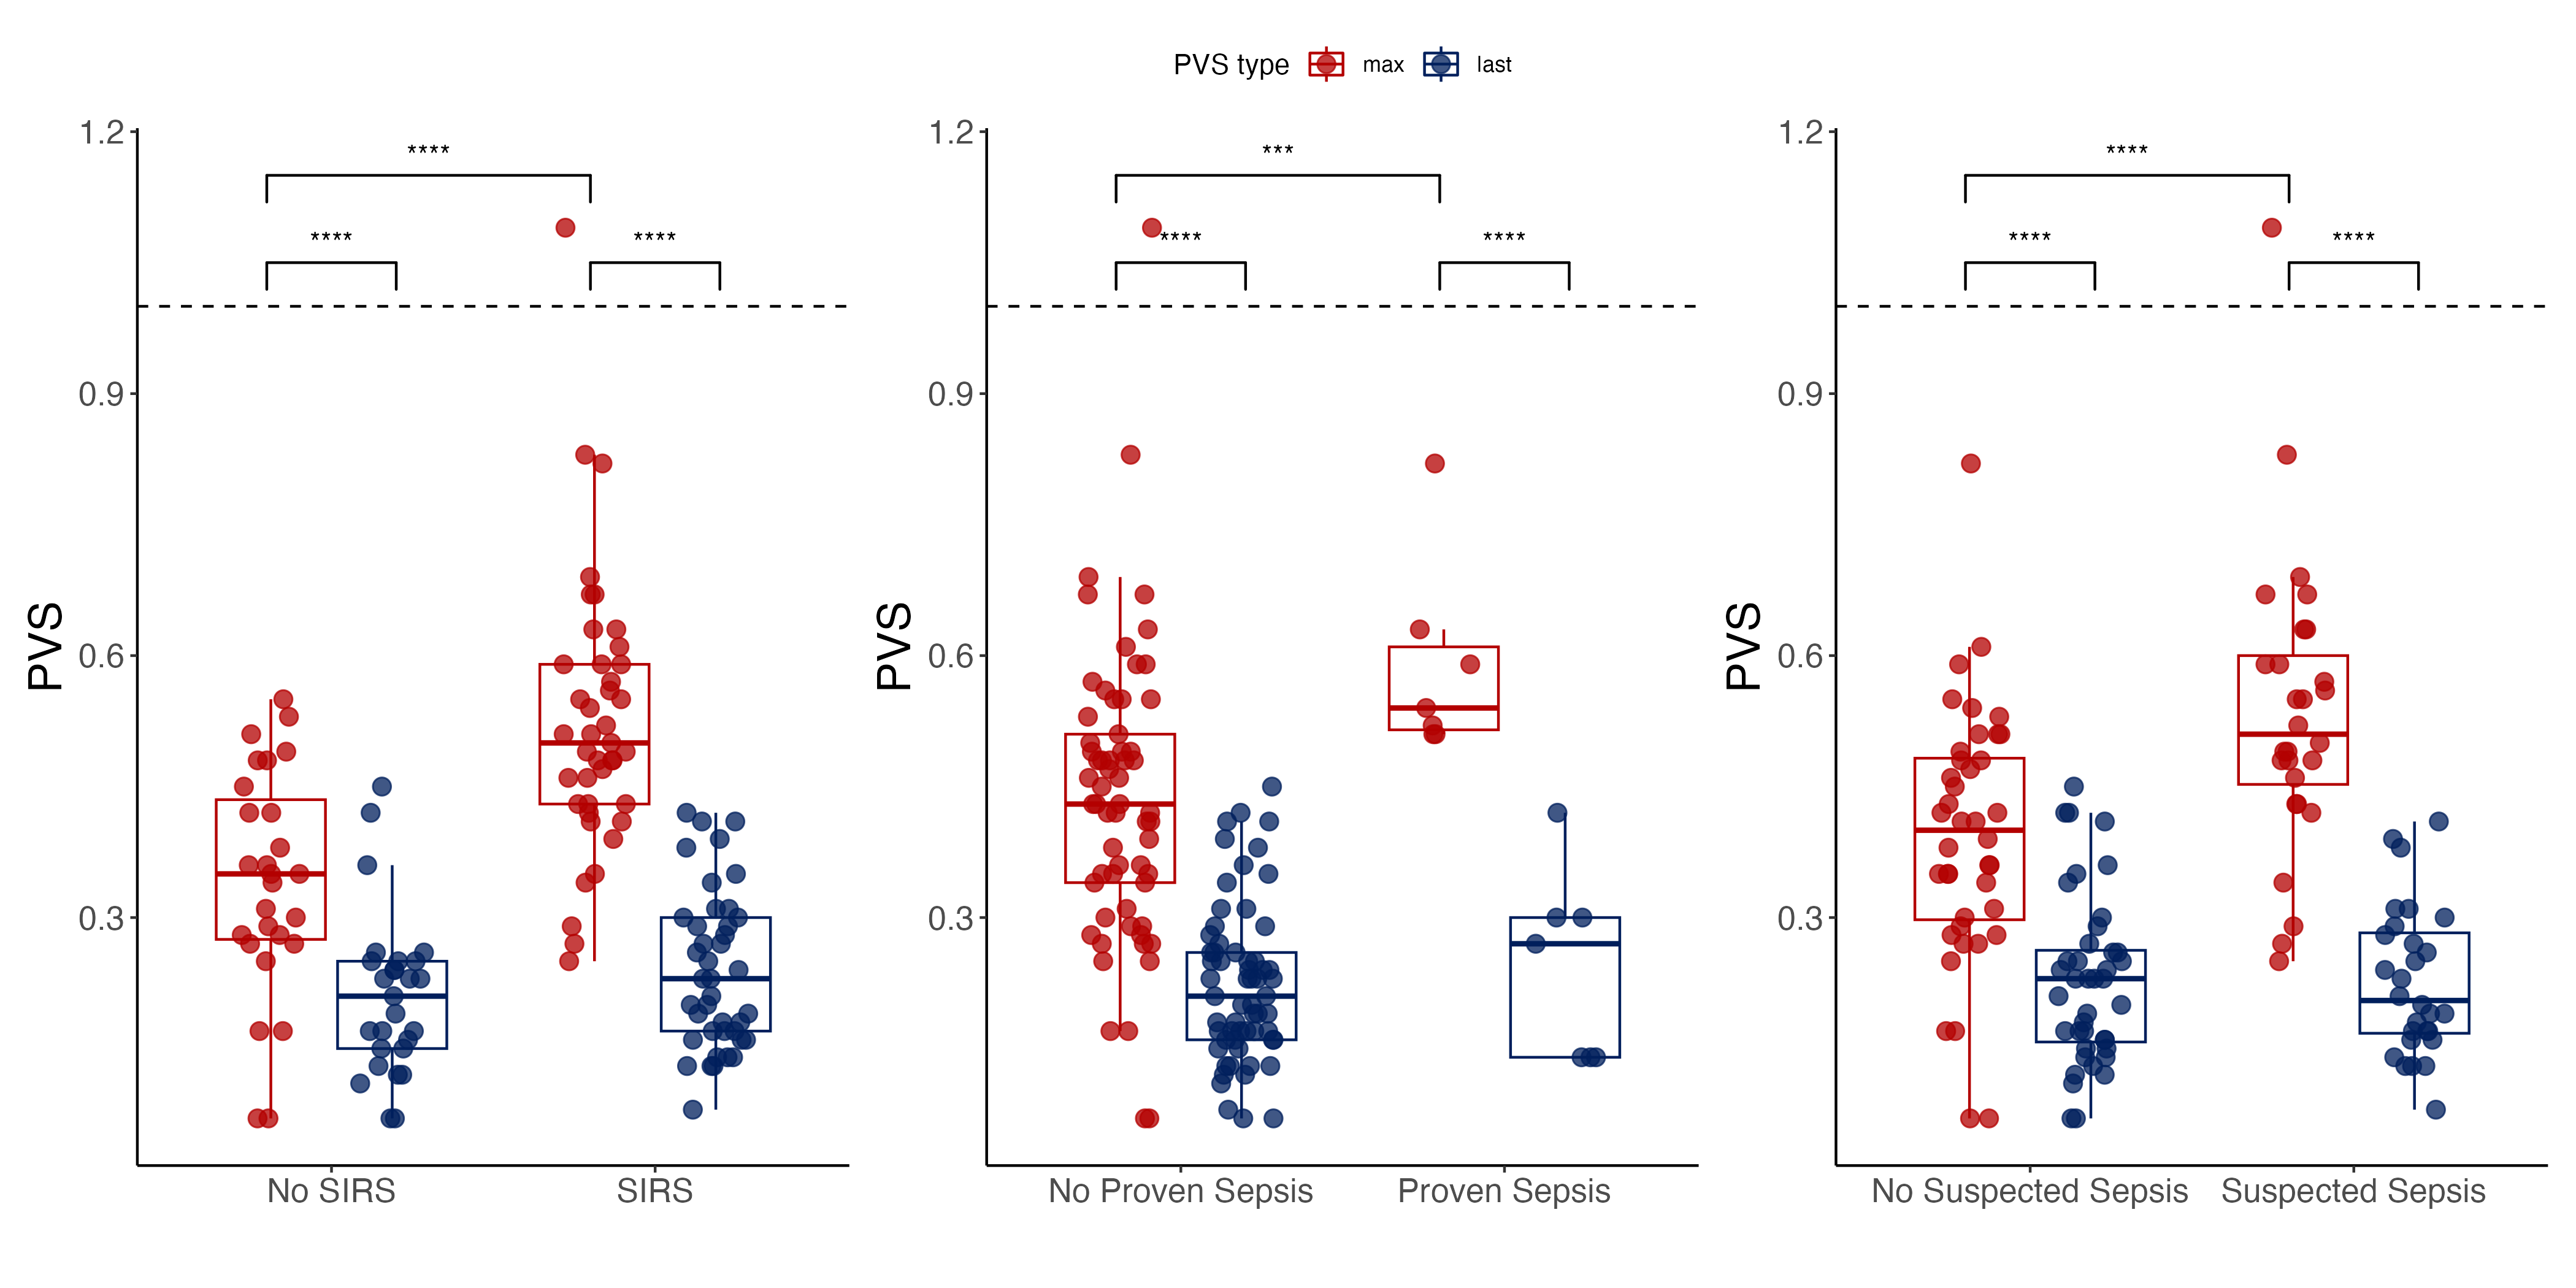 PVS type max last
1.2 **** 1.2 *** 1.2 ****
**** **** **** **** **** ****
0.9 0.9 0.9
PVS PVS PVS
0.6 0.6 0.6
0.3 0.3 0.3
No SIRS SIRS No Proven Sepsis Proven Sepsis No Suspected Sepsis Suspected Sepsis